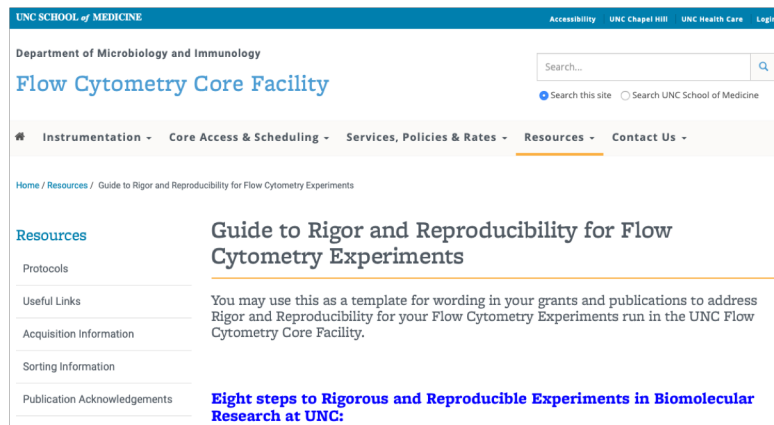 UNC SCHOOL of MEDICINE
Accessibility UNC Chapel Hill UNC Health Care Login
Department of Microbiology and Immunology
Flow Cytometry Core Facility
Search...
Search this site Search UNC School of Medicine
Instrumentation Core Access & Scheduling Services, Policies & Rates Resources Contact Us
Home / Resources / Guide to Rigor and Reproducibility for Flow Cytometry Experiments
Resources
Protocols
Useful Links
Acquisition Information
Sorting Information
Publication Acknowledgements
Guide to Rigor and Reproducibility for Flow
Cytometry Experiments
You may use this as a template for wording in your grants and publications to address
Rigor and Reproducibility for your Flow Cytometry Experiments run in the UNC Flow
Cytometry Core Facility.
Eight steps to Rigorous and Reproducible Experiments in Biomolecular
Research at UNC: